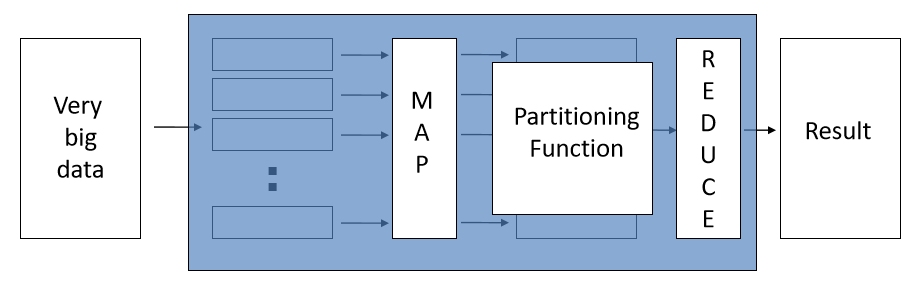 Very
big
data
M
A
P
Partitioning
Function
R
E
D
U
C
E
Result